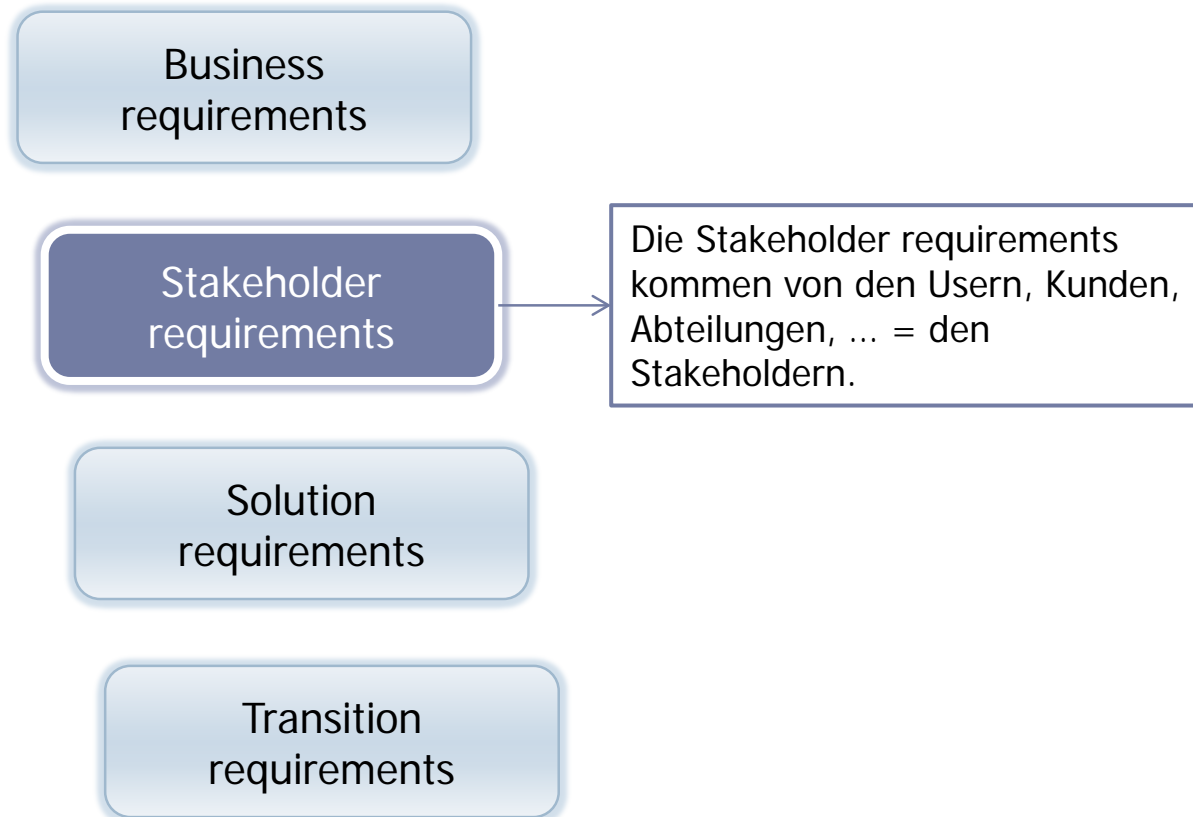 Business
requirements
Stakeholder
requirements
Die Stakeholder requirements
kommen von den Usern, Kunden,
Abteilungen, ... = den
Stakeholdern.
Solution
requirements
Transition
requirements